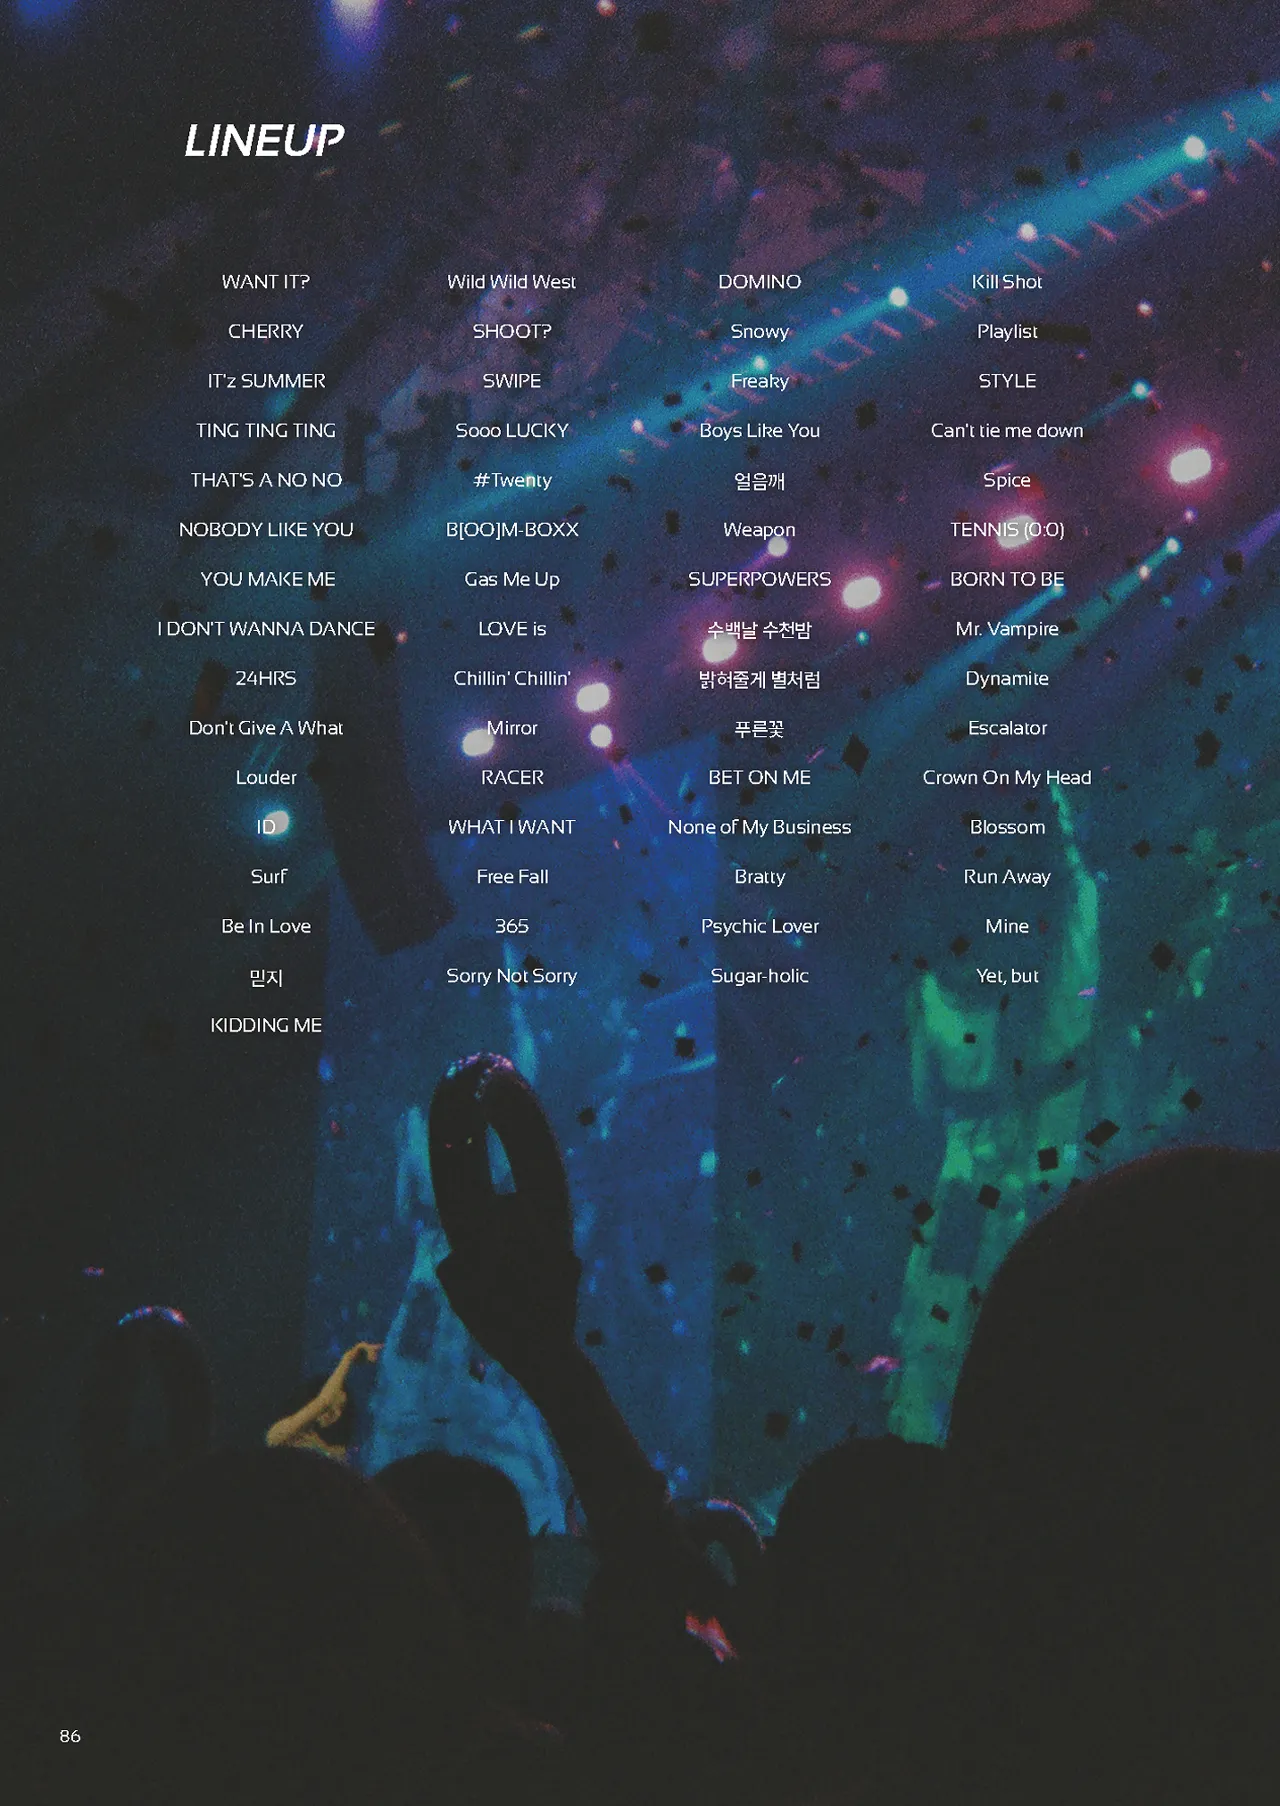 LINEUP
WANT IT?
CHERRY
IT'z SUMMER
TING TING TING
THAT'S A NO NO
NOBODY LIKE YOU
YOU MAKE ME
I DON'T WANNA DANCE
24HRS
Don't Give A What
Louder
ID
Surf
Be In Love
믿지
KIDDING ME
Wild Wild West
SHOOT?
SWIPE
Sooo LUCKY
#Twenty
B[OO]M-BOXX
Gas Me Up
LOVE is
Chillin' Chillin'
Mirror
RACER
WHAT I WANT
Free Fall
365
Sorry Not Sorry
DOMINO
Snowy
Freaky
Boys Like You
얼음깨
Weapon
SUPERPOWERS
수백날 수천밤
밝혀줄게 별처럼
푸른꽃
BET ON ME
None of My Business
Bratty
Psychic Lover
Sugar-holic
Kill Shot
Playlist
STYLE
Can't tie me down
Spice
TENNIS (0:0)
BORN TO BE
Mr. Vampire
Dynamite
Escalator
Crown On My Head
Blossom
Run Away
Mine
Yet, but
86